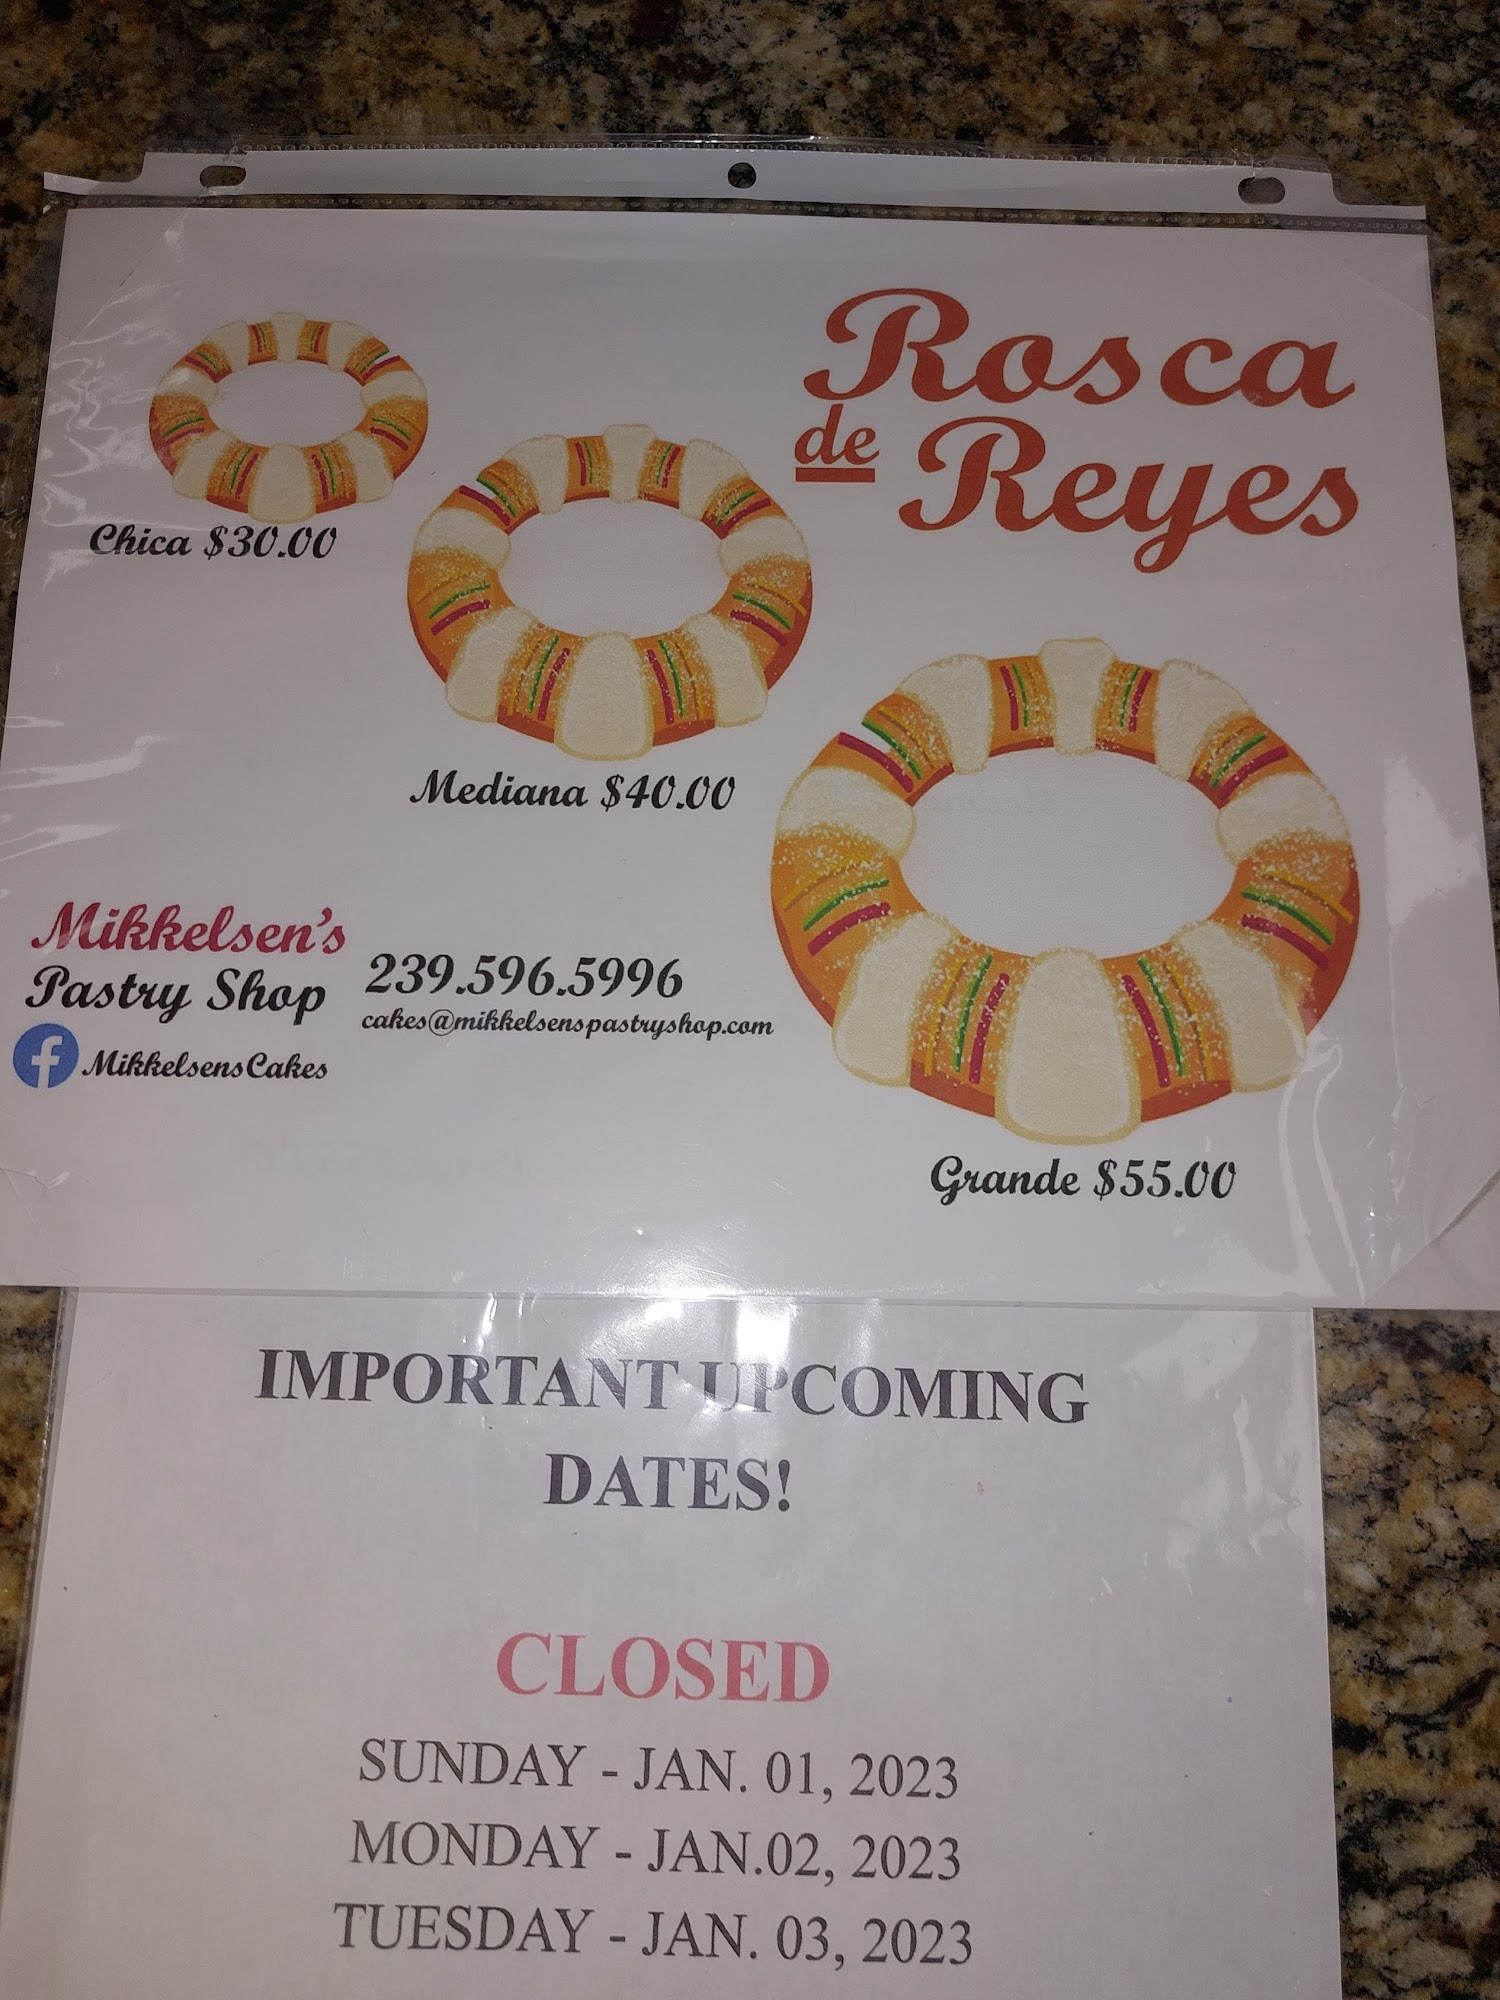 Rosca
de Reyes
Chica $30.00
Mediana $40.00
Grande $55.00
Mikkelsen's
Pastry Shop
MikkelsensCakes
239.596.5996
cakes@mikkelsenspastryshop.com
IMPORTANT UPCOMING
DATES!
CLOSED
SUNDAY - JAN. 01, 2023
MONDAY - JAN.02, 2023
TUESDAY - JAN. 03, 2023